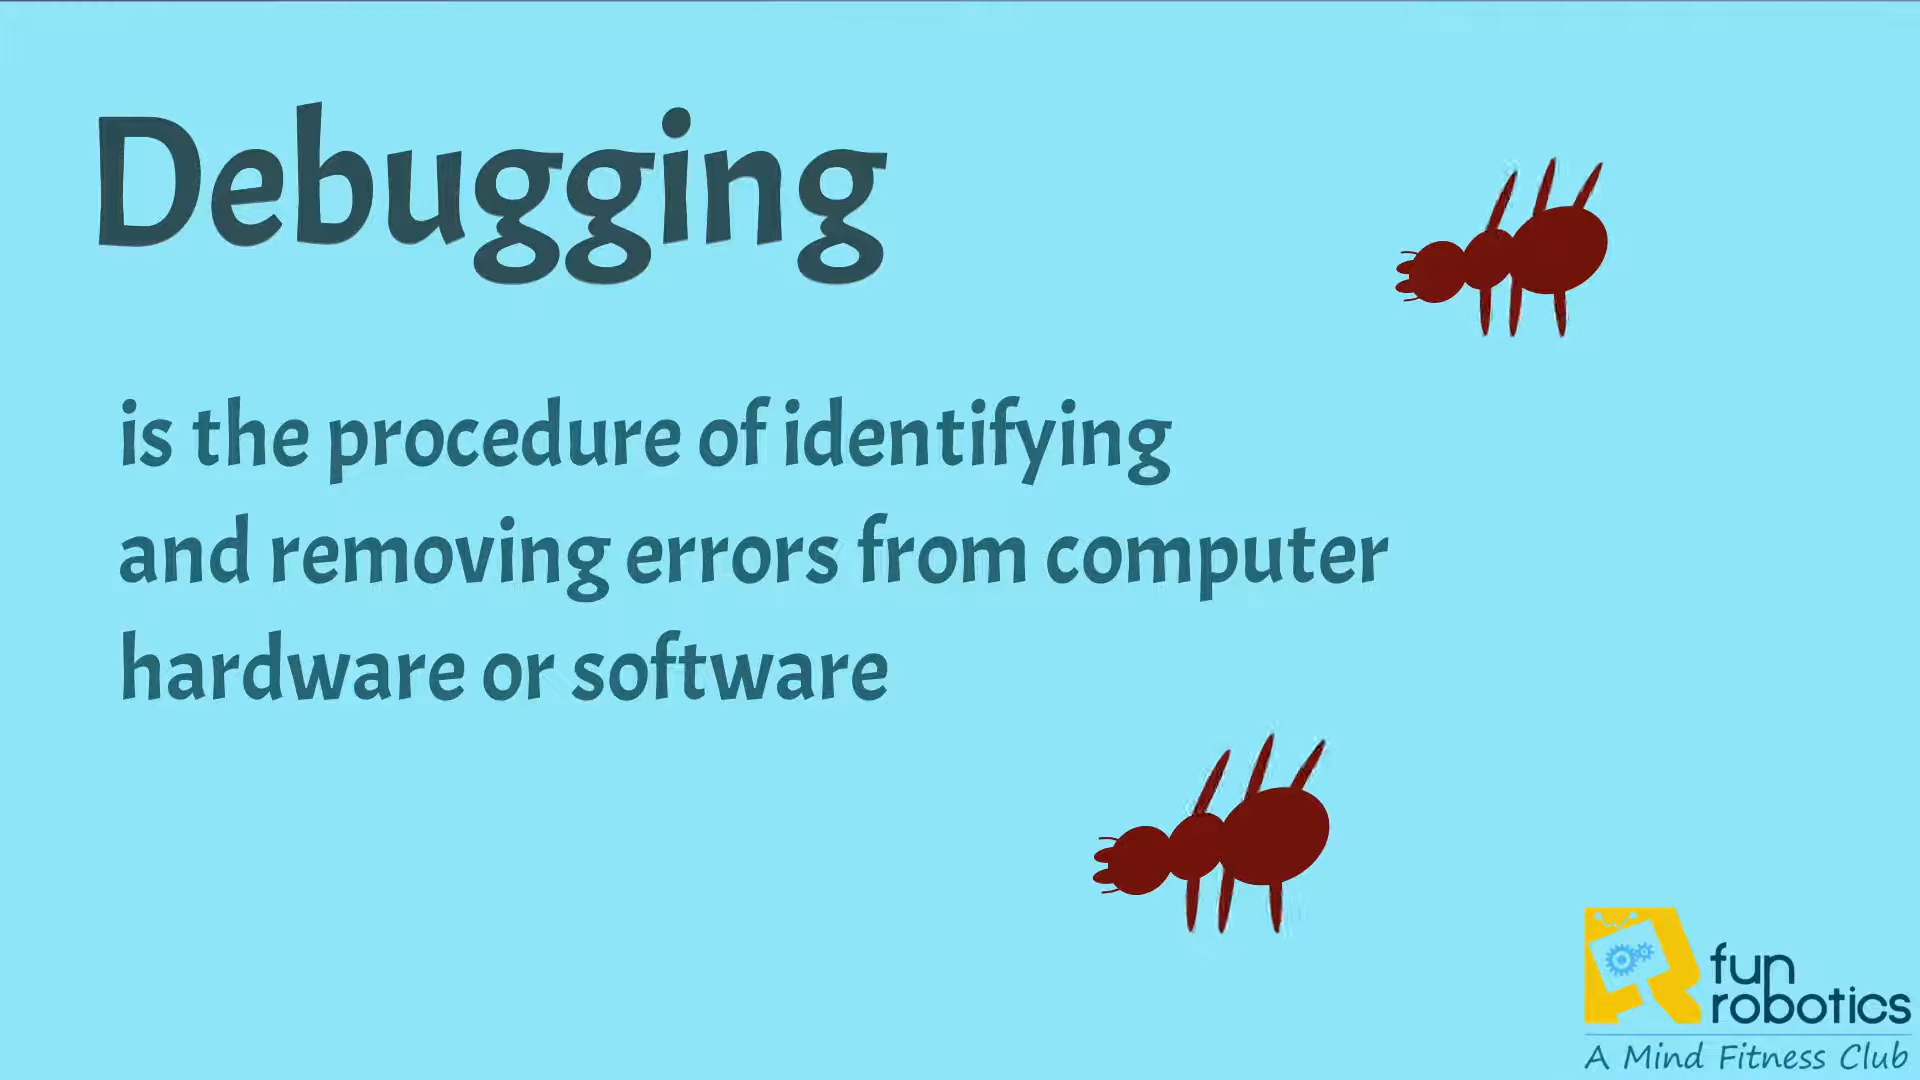 Debugging
is the procedure of identifying
and removing errors from computer
hardware or software
fun
robotics
A Mind Fitness Club